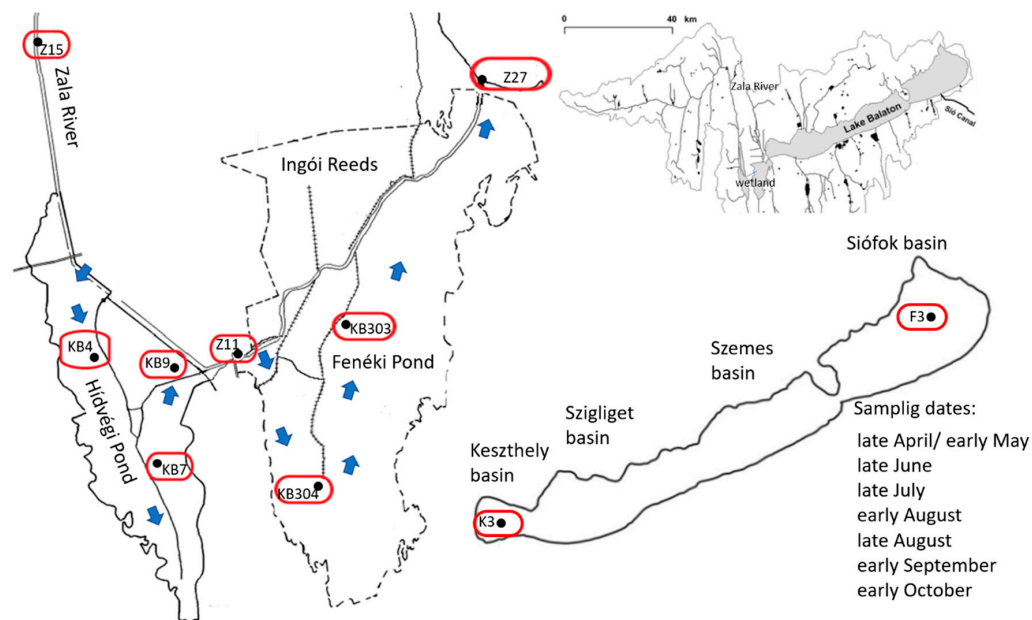 Z15
Zala River
Z27
Ingói Reeds
KB4
KB9
Z11
KB303
Fenéki Pond
Hídvégi Pond
KB7
KB304
0
40
km
Zala River
Lake Balaton
Sió Canal
wetland
Siófok basin
F3
Szemes
basin
Szigliget
basin
Keszthely
basin
K3
Samplig dates:
late April/ early May
late June
late July
early August
late August
early September
early October